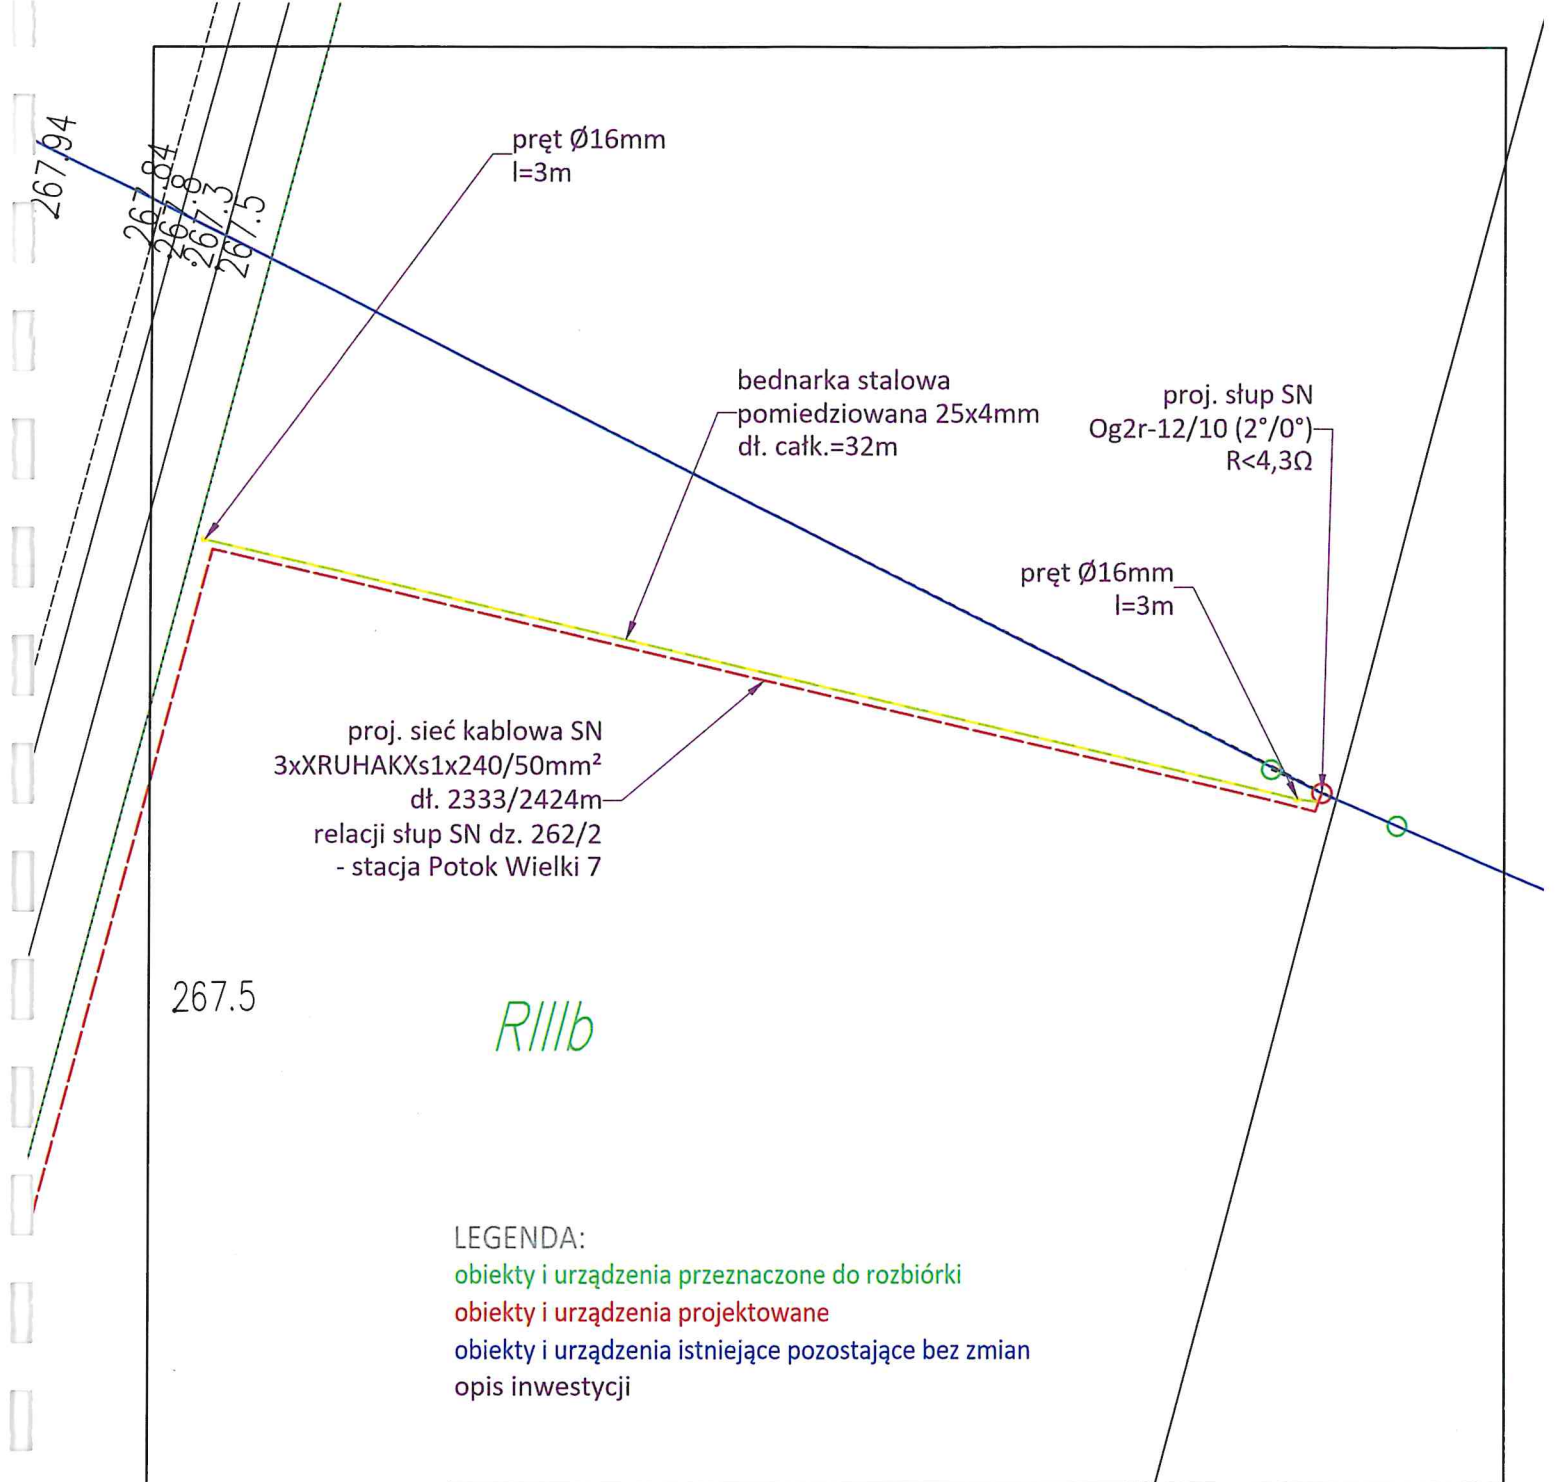 267.94
267.84
267.8
267.3
267.5
pręt Ø16mm
l=3m
bednarka stalowa
pomiedziowana 25x4mm
dł. całk.=32m
proj. słup SN
Og2r-12/10 (2°/0°)
R<4,3Ω
pręt Ø16mm
l=3m
proj. sieć kablowa SN
3xXRUHAKXs1x240/50mm²
dł. 2333/2424m
relacji słup SN dz. 262/2
- stacja Potok Wielki 7
267.5
RIIIb
LEGENDA:
obiekty i urządzenia przeznaczone do rozbiórki
obiekty i urządzenia projektowane
obiekty i urządzenia istniejące pozostające bez zmian
opis inwestycji